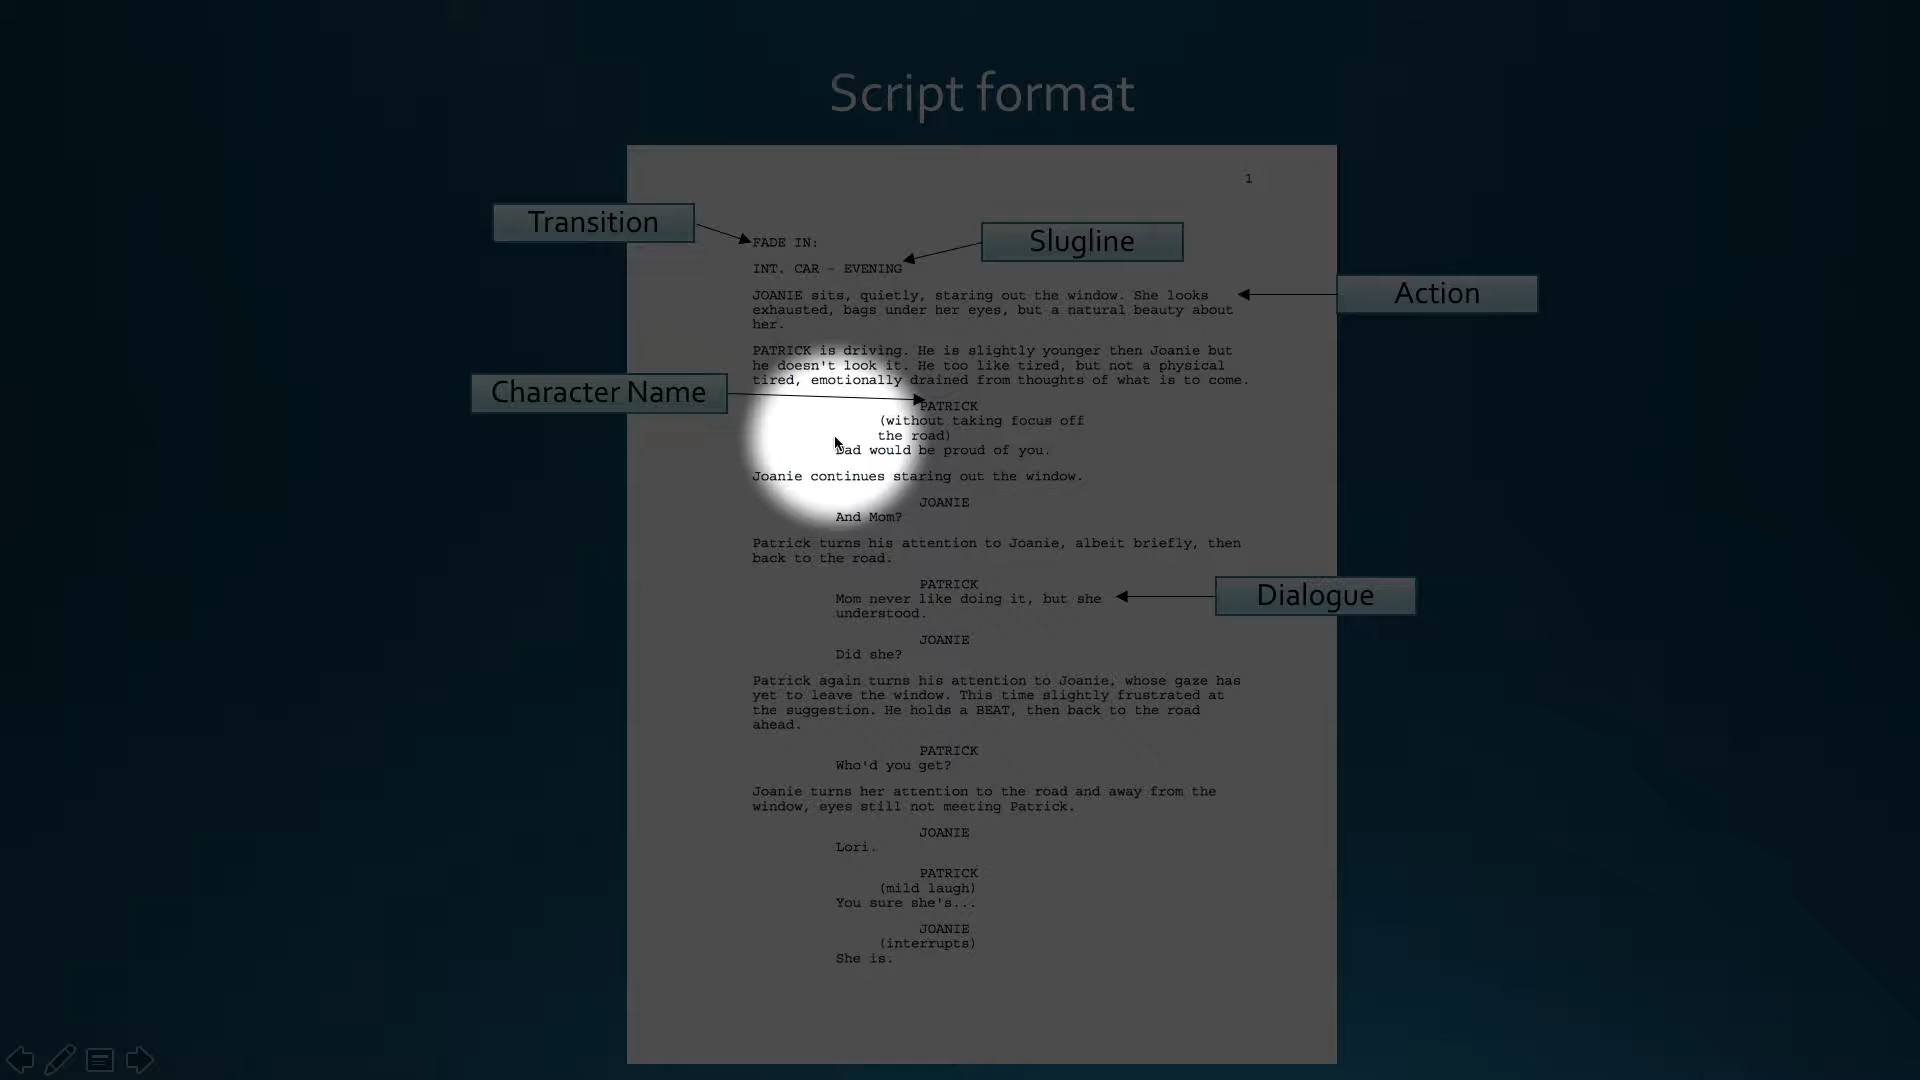 Script format
1
Transition
Slugline
FADE IN:
INT. CAR - EVENING
Action
JOANIE sits, quietly, staring out the window. She looks
exhausted, bags under her eyes, but a natural beauty about
her.
PATRICK is driving. He is slightly younger then Joanie but
he doesn't look it. He too like tired, but not a physical
tired, emotionally drained from thoughts of what is to come.
Character Name
PATRICK
(without taking focus off
the road)
Dad would be proud of you.
Joanie continues staring out the window.
JOANIE
And Mom?
Patrick turns his attention to Joanie, albeit briefly, then
back to the road.
PATRICK
Mom never like doing it, but she
understood.
Dialogue
JOANIE
Did she?
Patrick again turns his attention to Joanie, whose gaze has
yet to leave the window. This time slightly frustrated at
the suggestion. He holds a BEAT, then back to the road
ahead.
PATRICK
Who'd you get?
Joanie turns her attention to the road and away from the
window, eyes still not meeting Patrick.
JOANIE
Lori.
PATRICK
(mild laugh)
You sure she's...
JOANIE
(interrupts)
She is.